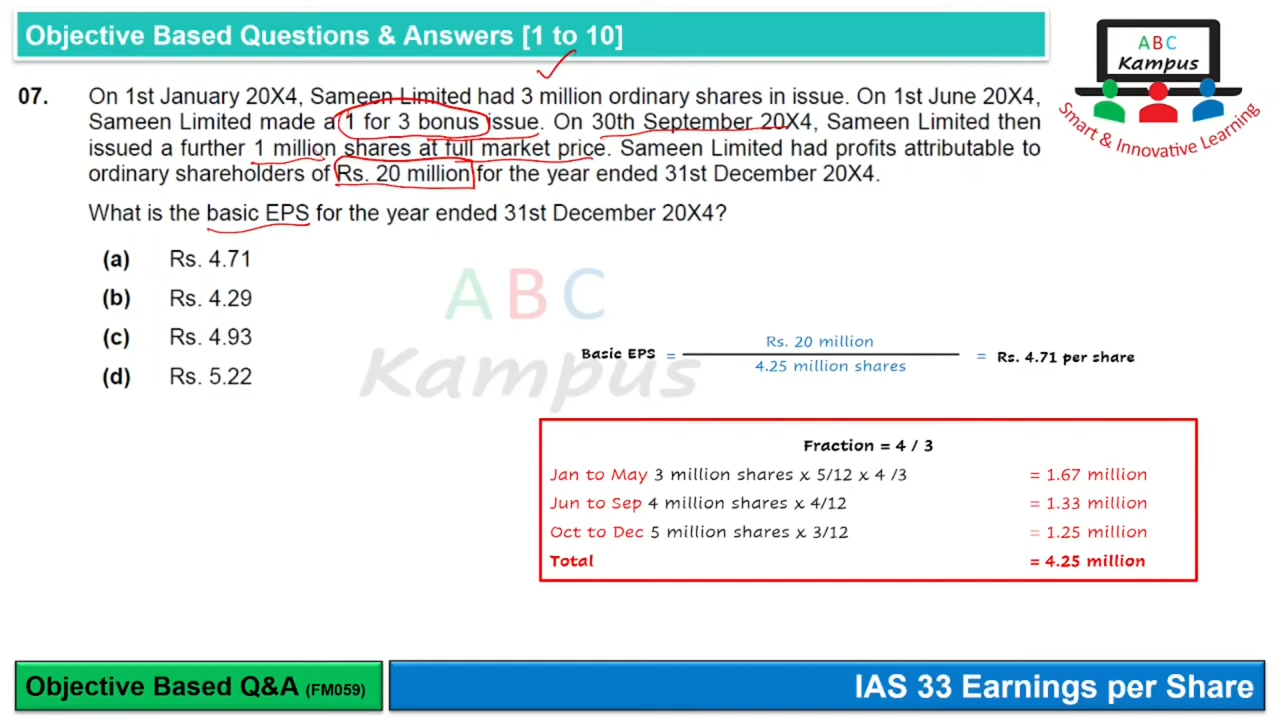 Objective Based Questions & Answers [1 to 10]
ABC
Kampus
Smart & Innovative Learning
07. On 1st January 20X4, Sameen Limited had 3 million ordinary shares in issue. On 1st June 20X4,
Sameen Limited made a 1 for 3 bonus issue. On 30th September 20X4, Sameen Limited then
issued a further 1 million shares at full market price. Sameen Limited had profits attributable to
ordinary shareholders of Rs. 20 million for the year ended 31st December 20X4.
What is the basic EPS for the year ended 31st December 20X4?
(a) Rs. 4.71
(b) Rs. 4.29
(c) Rs. 4.93
(d) Rs. 5.22
ABC
Kampus
Rs. 20 million
Basic EPS = = Rs. 4.71 per share
4.25 million shares
Fraction = 4 / 3
Jan to May 3 million shares x 5/12 x 4 /3 = 1.67 million
Jun to Sep 4 million shares x 4/12 = 1.33 million
Oct to Dec 5 million shares x 3/12 = 1.25 million
Total = 4.25 million
Objective Based Q&A (FM059)
IAS 33 Earnings per Share